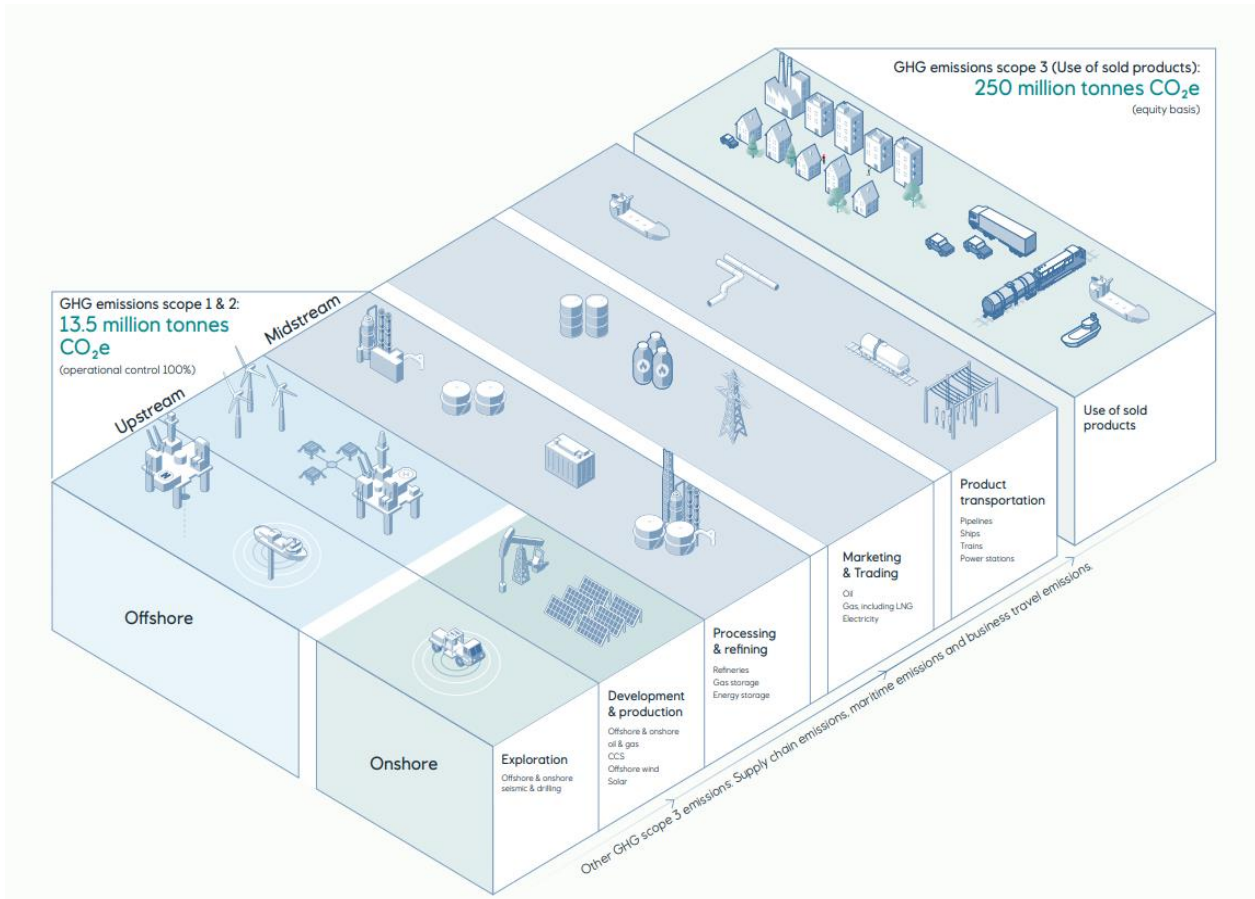 GHG emissions scope 3 (Use of sold products):
250 million tonnes CO₂e
(equity basis)
GHG emissions scope 1 & 2:
13.5 million tonnes
CO₂e
(operational control 100%)
Midstream
Upstream
Offshore
Onshore
Exploration
Offshore & onshore
seismic & drilling
Development
& production
Offshore & onshore
oil & gas
CCS
Offshore wind
Solar
Processing
& refining
Refineries
Gas storage
Energy storage
Marketing
& Trading
Oil
Gas, including LNG
Electricity
Product
transportation
Pipelines
Ships
Trains
Power stations
Use of sold
products
Other GHG scope 3 emissions: Supply chain emissions, maritime emissions and business travel emissions.